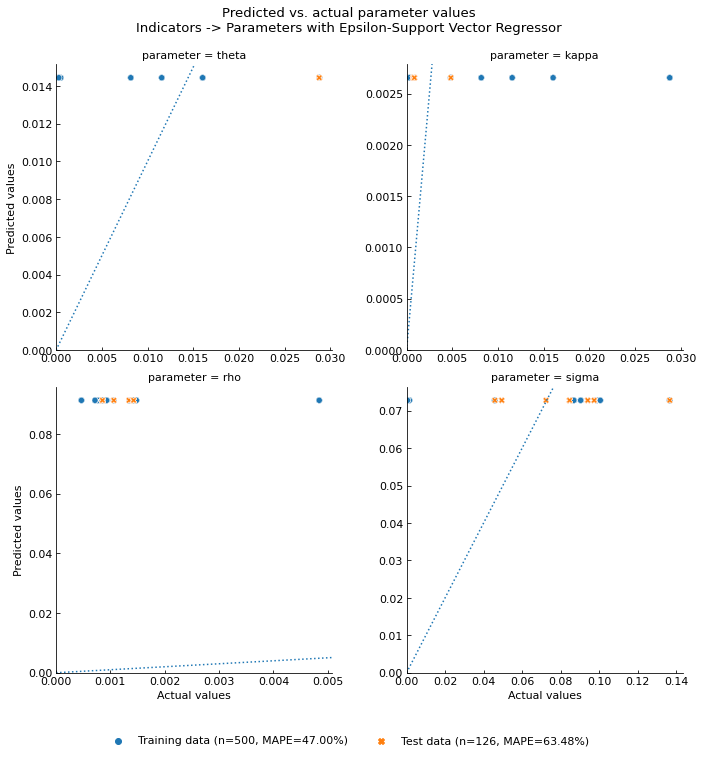 Predicted vs. actual parameter values
Indicators -> Parameters with Epsilon-Support Vector Regressor
parameter = theta
parameter = kappa
0.014
0.012
0.010
0.008
0.006
0.004
0.002
0.000
Predicted values
0.000 0.005 0.010 0.015 0.020 0.025 0.030
0.0025
0.0020
0.0015
0.0010
0.0005
0.0000
0.000 0.005 0.010 0.015 0.020 0.025 0.030
parameter = rho
parameter = sigma
0.08
0.06
0.04
0.02
0.00
Predicted values
0.000 0.001 0.002 0.003 0.004 0.005
Actual values
0.07
0.06
0.05
0.04
0.03
0.02
0.01
0.00
0.00 0.02 0.04 0.06 0.08 0.10 0.12 0.14
Actual values
Training data (n=500, MAPE=47.00%)
Test data (n=126, MAPE=63.48%)